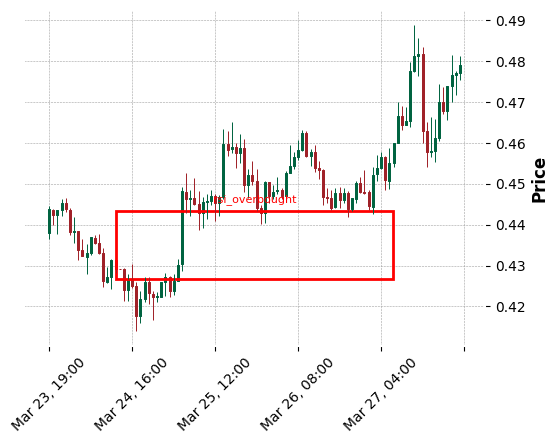 0.49
0.48
0.47
0.46
0.45
0.44
0.43
0.42
Price
Mar 23, 19:00
Mar 24, 16:00
Mar 25, 12:00
Mar 26, 08:00
Mar 27, 04:00